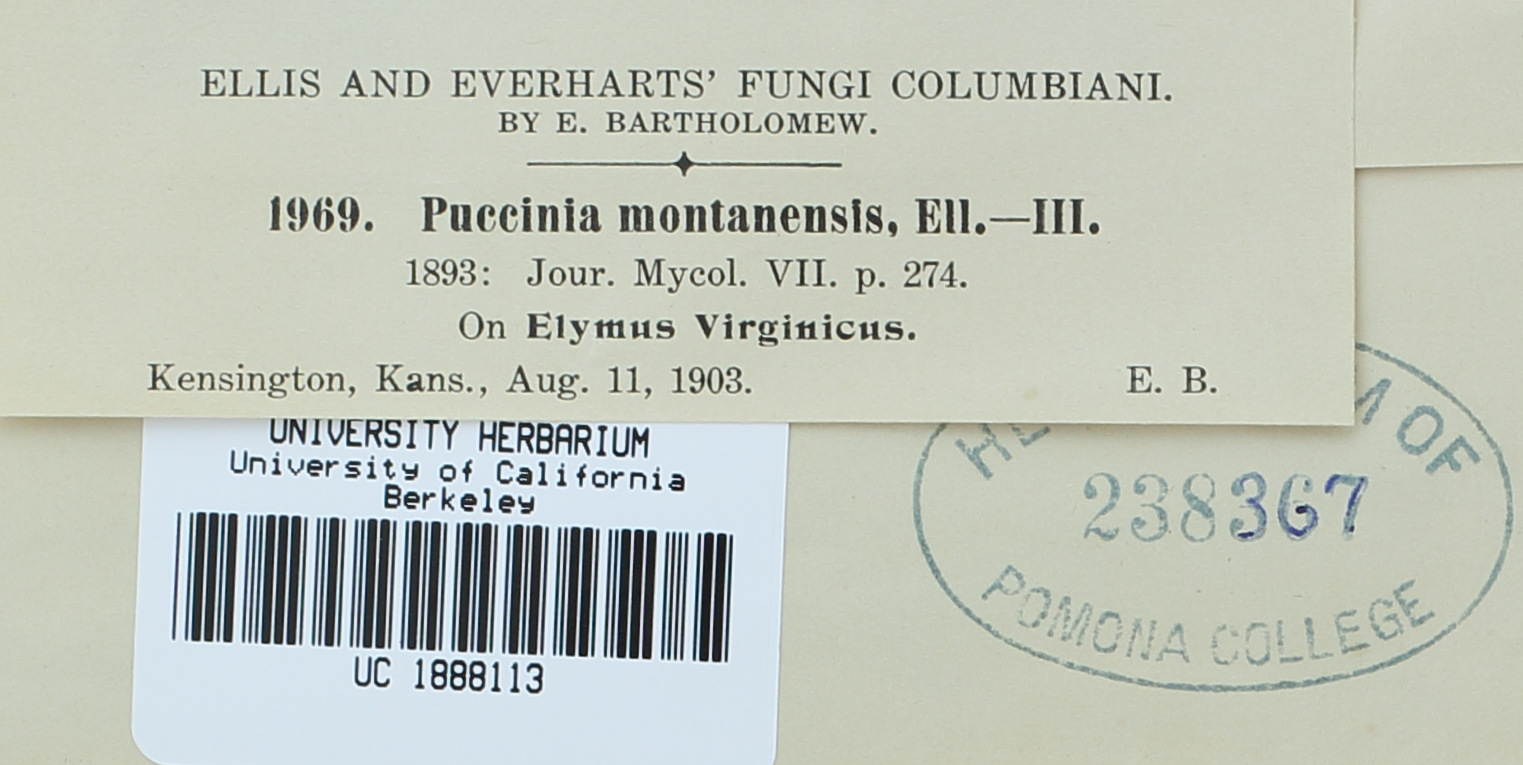 ELLIS AND EVERHARTS' FUNGI COLUMBIANI.
BY E. BARTHOLOMEW.
1969. Puccinia montanensis, Ell.—III.
1893: Jour. Mycol. VII. p. 274.
On Elymus Virginicus.
Kensington, Kans., Aug. 11, 1903. E. B.
UNIVERSITY HERBARIUM
University of California
Berkeley
UC 1888113
OF
238367
POMONA COLLEGE